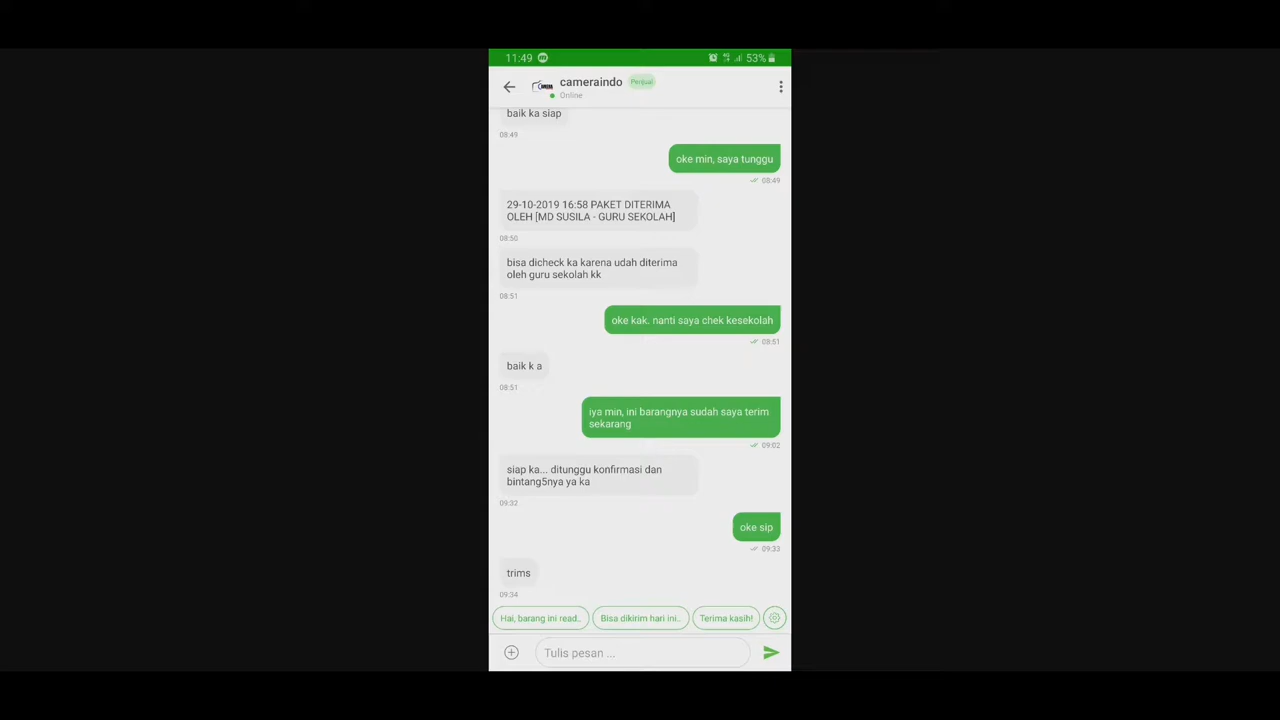 11:49
53%
cameraindo
Penjual
Online
baik ka siap
08:49
oke min, saya tunggu
08:49
29-10-2019 16:58 PAKET DITERIMA
OLEH [MD SUSILA - GURU SEKOLAH]
08:50
bisa dicheck ka karena udah diterima
oleh guru sekolah kk
08:51
oke kak. nanti saya chek kesekolah
08:51
baik k a
08:51
iya min, ini barangnya sudah saya terim
sekarang
09:02
siap ka... ditunggu konfirmasi dan
bintang5nya ya ka
09:32
oke sip
09:33
trims
09:34
Hai, barang ini read..
Bisa dikirim hari ini..
Terima kasih!
Tulis pesan ...